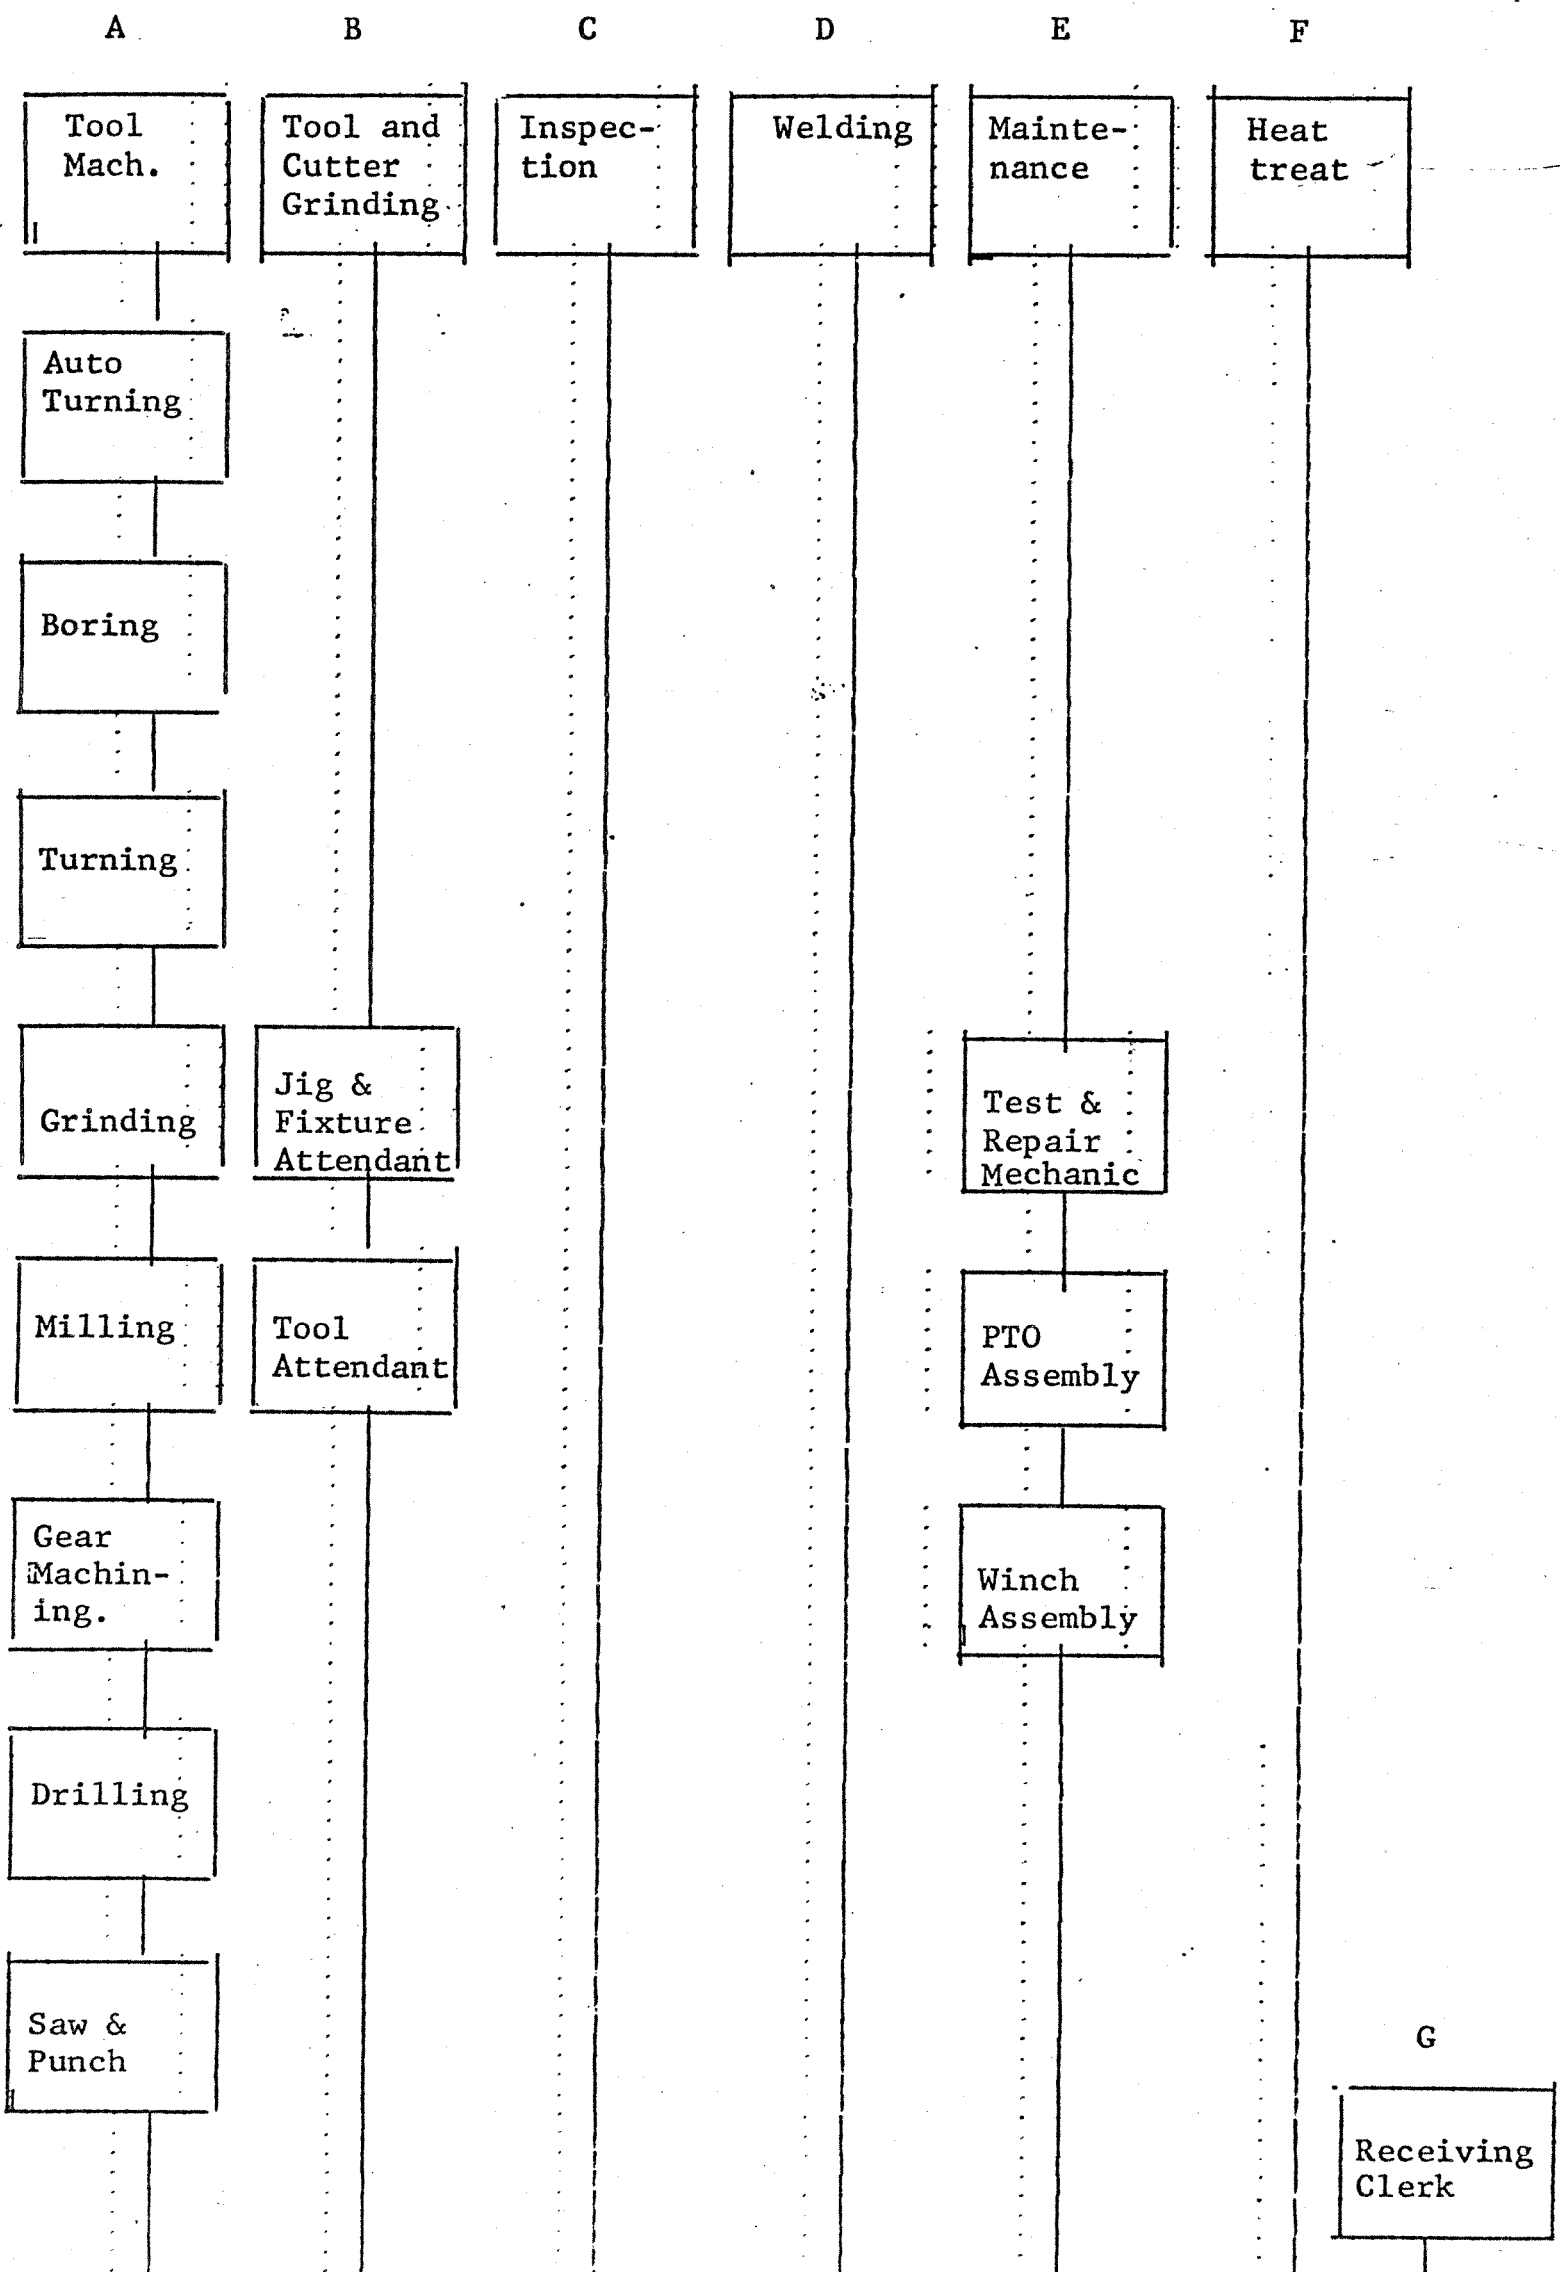 A B C D E F
Tool
Mach.
Tool and
Cutter
Grinding
Inspec-
tion
Welding
Mainte-
nance
Heat
treat
Auto
Turning
Boring
Turning
Grinding
Jig &
Fixture
Attendant
Test &
Repair
Mechanic
Milling
Tool
Attendant
PTO
Assembly
Gear
Machin-
ing.
Winch
Assembly
Drilling
Saw &
Punch
G
Receiving
Clerk